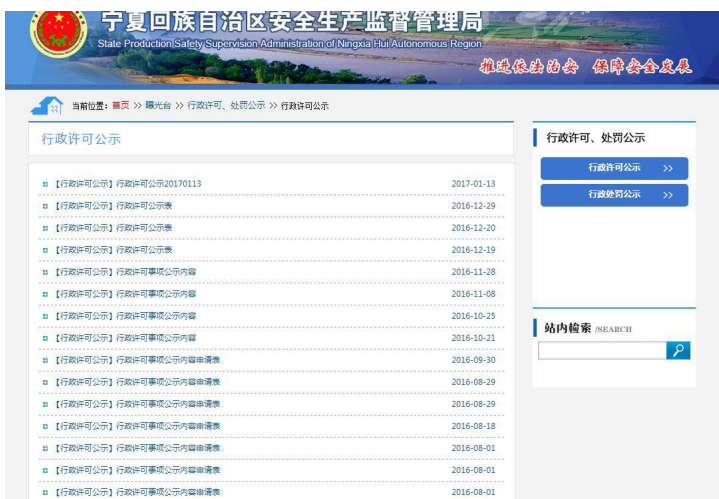 宁夏回族自治区安全生产监督管理局
State Production Safety Supervision Administration of Ningxia Hui Autonomous Region
推进依法治安 保障安全发展
当前位置：首页 >> 曝光台 >> 行政许可、处罚公示 >> 行政许可公示
行政许可公示
【行政许可公示】行政许可公示20170113 2017-01-13
【行政许可公示】行政许可公示表 2016-12-29
【行政许可公示】行政许可公示表 2016-12-20
【行政许可公示】行政许可公示表 2016-12-19
【行政许可公示】行政许可事项公示内容 2016-11-28
【行政许可公示】行政许可事项公示内容 2016-11-08
【行政许可公示】行政许可事项公示内容 2016-10-25
【行政许可公示】行政许可事项公示内容 2016-10-21
【行政许可公示】行政许可事项公示内容申请表 2016-09-30
【行政许可公示】行政许可事项公示内容申请表 2016-08-29
【行政许可公示】行政许可事项公示内容申请表 2016-08-29
【行政许可公示】行政许可事项公示内容申请表 2016-08-18
【行政许可公示】行政许可事项公示内容申请表 2016-08-01
【行政许可公示】行政许可事项公示内容申请表 2016-08-01
【行政许可公示】行政许可事项公示内容申请表 2016-08-01
行政许可、处罚公示
行政许可公示 >>
行政处罚公示 >>
站内检索 /SEARCH